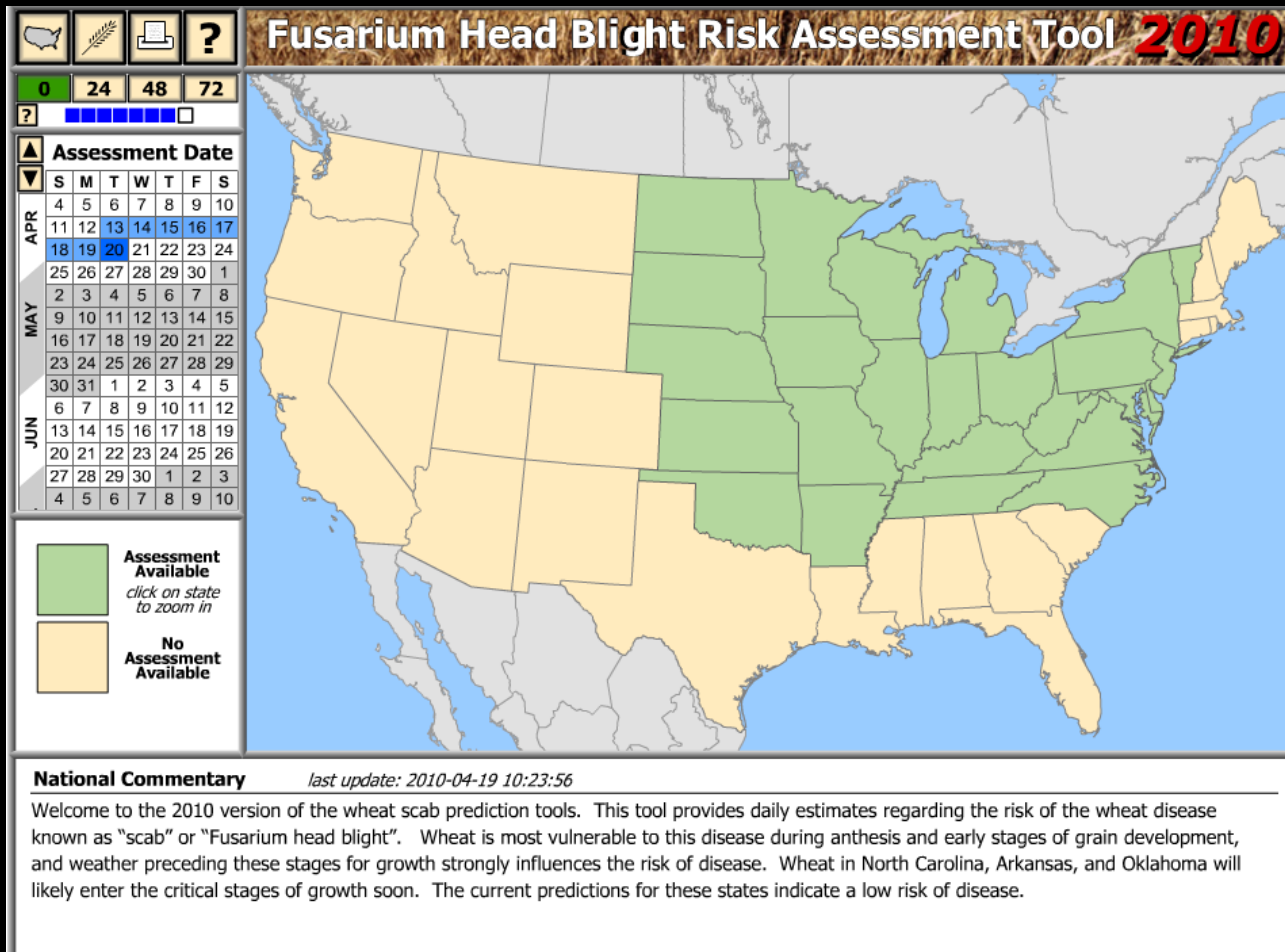 ?
Fusarium Head Blight Risk Assessment Tool 2010
0 24 48 72
?
▲ Assessment Date
▼ S M T W T F S
APR
4 5 6 7 8 9 10
11 12 13 14 15 16 17
18 19 20 21 22 23 24
25 26 27 28 29 30 1
MAY
2 3 4 5 6 7 8
9 10 11 12 13 14 15
16 17 18 19 20 21 22
23 24 25 26 27 28 29
30 31 1 2 3 4 5
JUN
6 7 8 9 10 11 12
13 14 15 16 17 18 19
20 21 22 23 24 25 26
27 28 29 30 1 2 3
4 5 6 7 8 9 10
Assessment
Available
click on state
to zoom in
No
Assessment
Available
National Commentary last update: 2010-04-19 10:23:56
Welcome to the 2010 version of the wheat scab prediction tools. This tool provides daily estimates regarding the risk of the wheat disease
known as “scab” or “Fusarium head blight”. Wheat is most vulnerable to this disease during anthesis and early stages of grain development,
and weather preceding these stages for growth strongly influences the risk of disease. Wheat in North Carolina, Arkansas, and Oklahoma will
likely enter the critical stages of growth soon. The current predictions for these states indicate a low risk of disease.